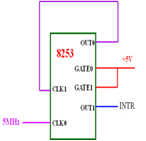 OUT0
8253
+5V
GATE0
CLK1
GATE1
OUT1
INTR
5MHz
CLK0